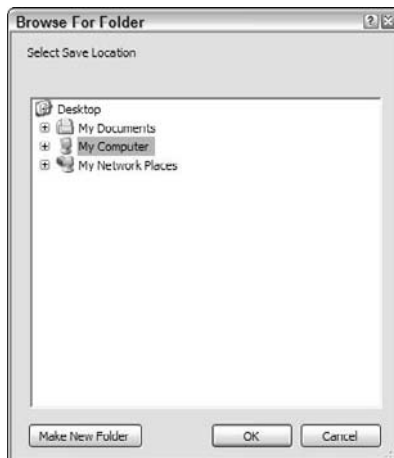 Browse For Folder
Select Save Location
Desktop
My Documents
My Computer
My Network Places
Make New Folder OK Cancel